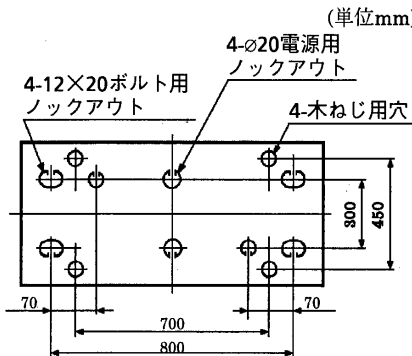 (単位mm)
4-⌀20電源用
ノックアウト
4-12×20ボルト用
ノックアウト
4-木ねじ用穴
300
450
70
70
700
800